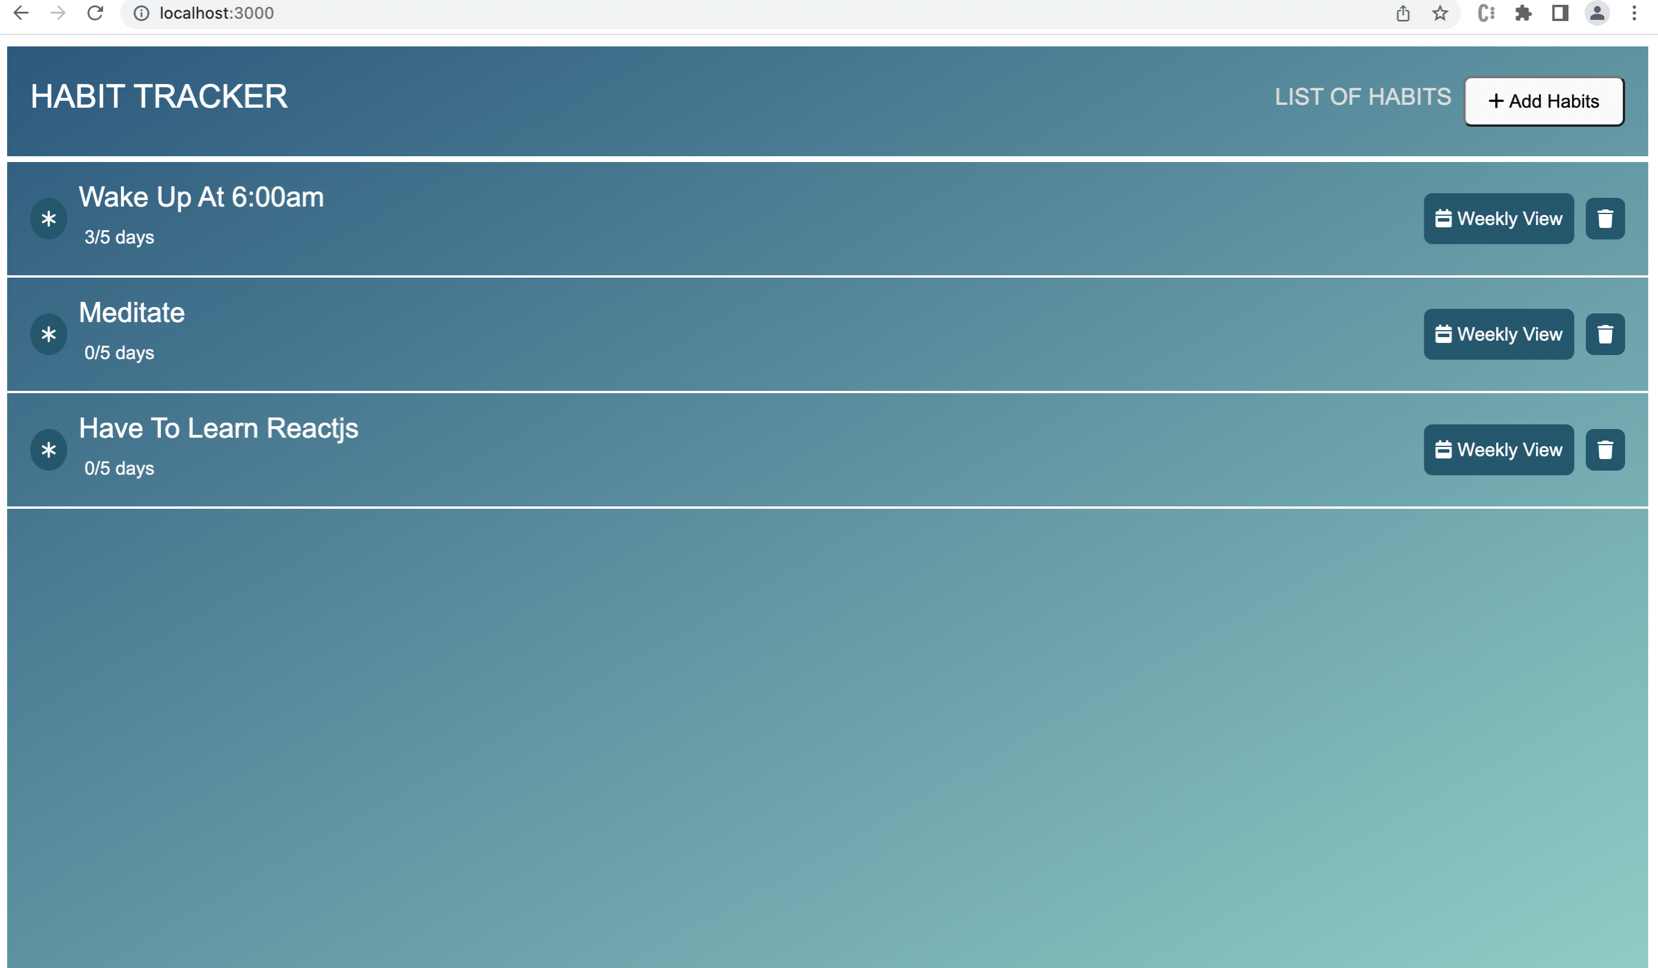 localhost:3000
HABIT TRACKER
LIST OF HABITS
+ Add Habits
Wake Up At 6:00am
3/5 days
Weekly View
Meditate
0/5 days
Weekly View
Have To Learn Reactjs
0/5 days
Weekly View